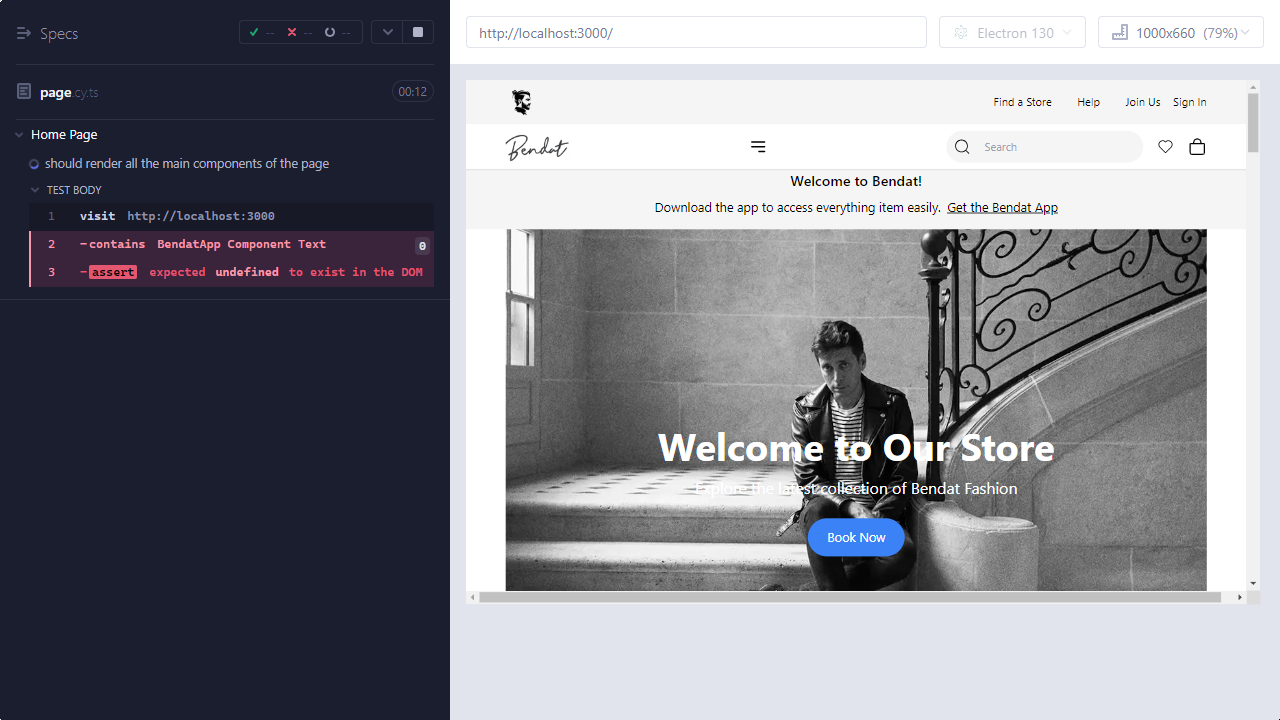 Specs
-- -- --
page.cy.ts
00:12
Home Page
should render all the main components of the page
TEST BODY
1 visit http://localhost:3000
2 -contains BendatApp Component Text 0
3 -assert expected undefined to exist in the DOM
http://localhost:3000/
Electron 130
1000x660 (79%)
Find a Store Help Join Us Sign In
Bendat
Search
Welcome to Bendat!
Download the app to access everything item easily. Get the Bendat App
Welcome to Our Store
Explore the latest collection of Bendat Fashion
Book Now